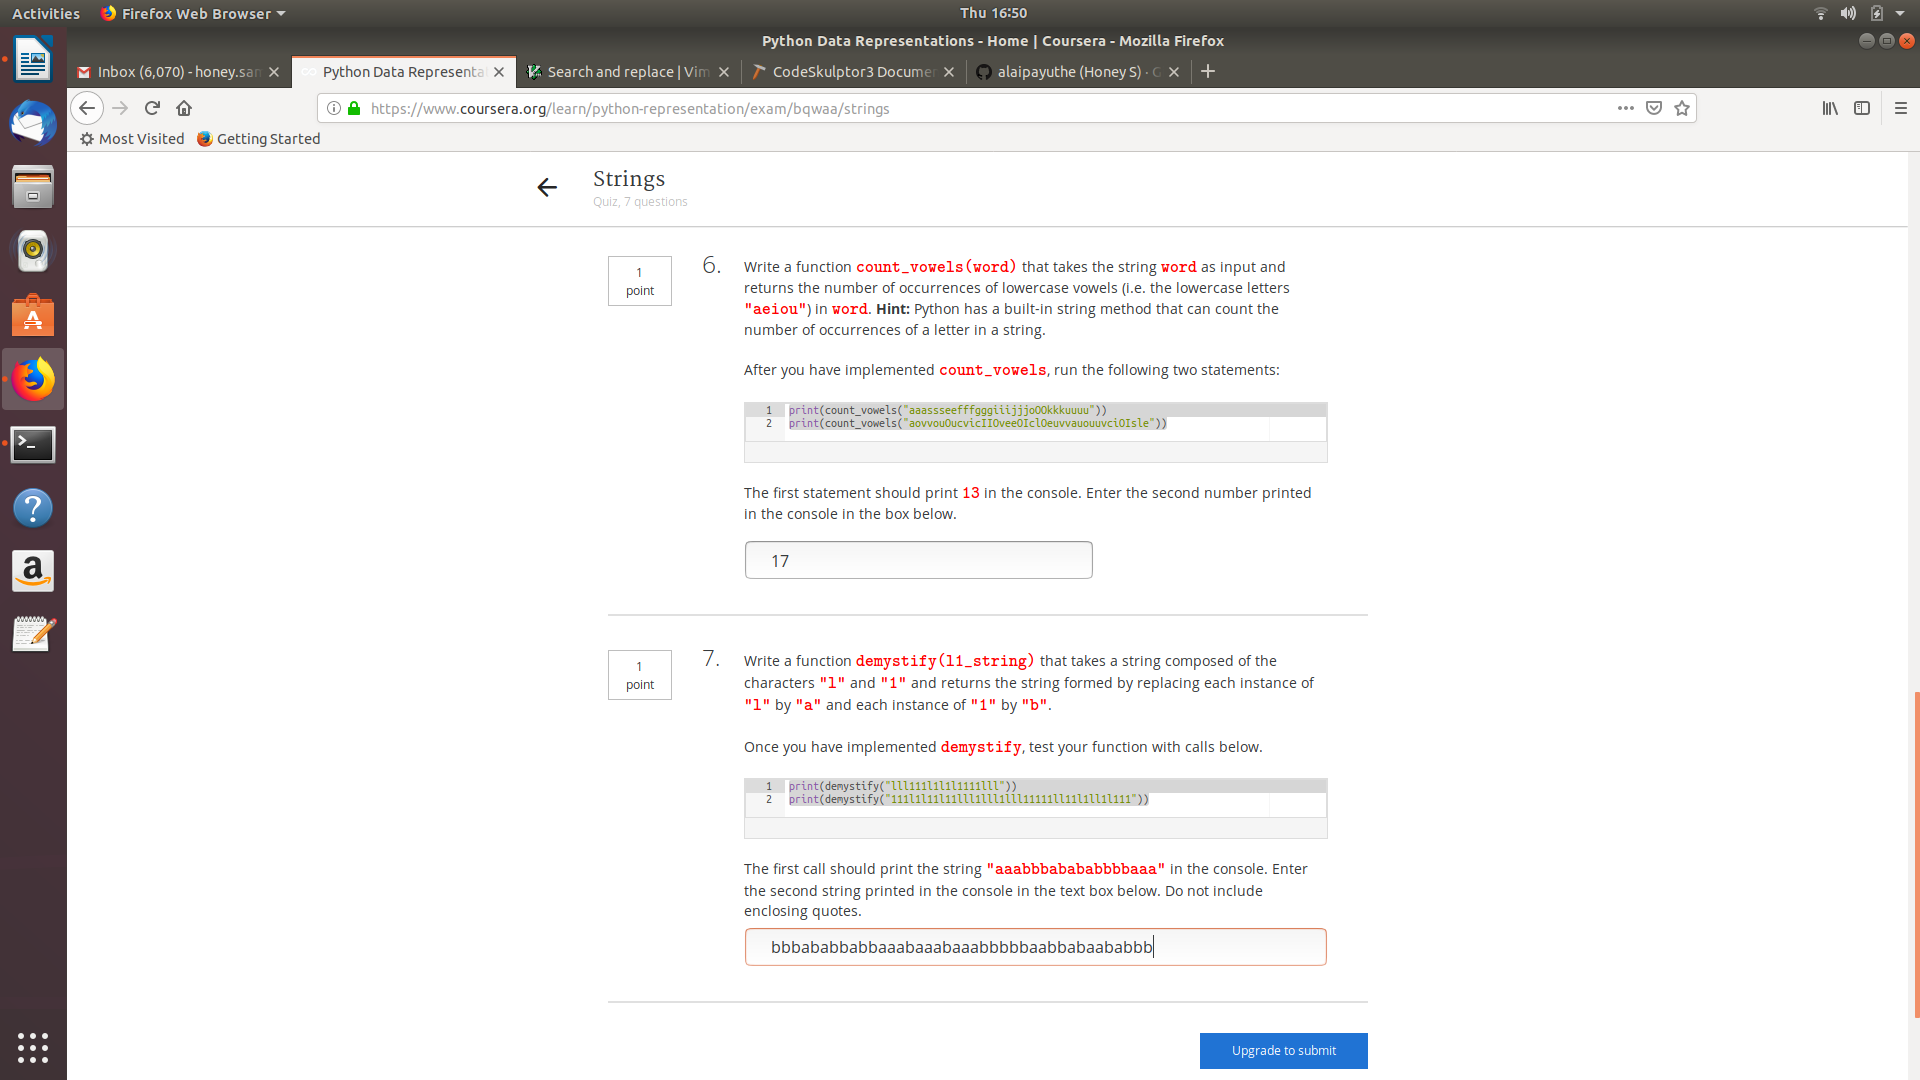 Activities Firefox Web Browser Thu 16:50
Python Data Representations - Home | Coursera - Mozilla Firefox
Inbox (6,070) - honey.san Python Data Representa Search and replace | Vim CodeSkulptor3 Docume alaipayuthe (Honey S) · G
https://www.coursera.org/learn/python-representation/exam/bqwaa/strings
Most Visited Getting Started
Strings
Quiz, 7 questions
1
point
6.
Write a function count_vowels(word) that takes the string word as input and
returns the number of occurrences of lowercase vowels (i.e. the lowercase letters
"aeiou") in word. Hint: Python has a built-in string method that can count the
number of occurrences of a letter in a string.
After you have implemented count_vowels, run the following two statements:
1 print(count_vowels("aaassseefffgggiiijjjoOOkkkuuuu"))
2 print(count_vowels("aovvouOucvicIIOveeOIclOeuvvauouuvciOIsle"))
The first statement should print 13 in the console. Enter the second number printed
in the console in the box below.
17
1
point
7.
Write a function demystify(l1_string) that takes a string composed of the
characters "l" and "1" and returns the string formed by replacing each instance of
"l" by "a" and each instance of "1" by "b".
Once you have implemented demystify, test your function with calls below.
1 print(demystify("lll111l1l1l1111lll"))
2 print(demystify("111l1l11l11lll1lll1lll11111ll11l1ll1l111"))
The first call should print the string "aaabbbabababbbbaaa" in the console. Enter
the second string printed in the console in the text box below. Do not include
enclosing quotes.
bbbababbabbaaabaaabaaabbbbbaabbabaababbb
Upgrade to submit